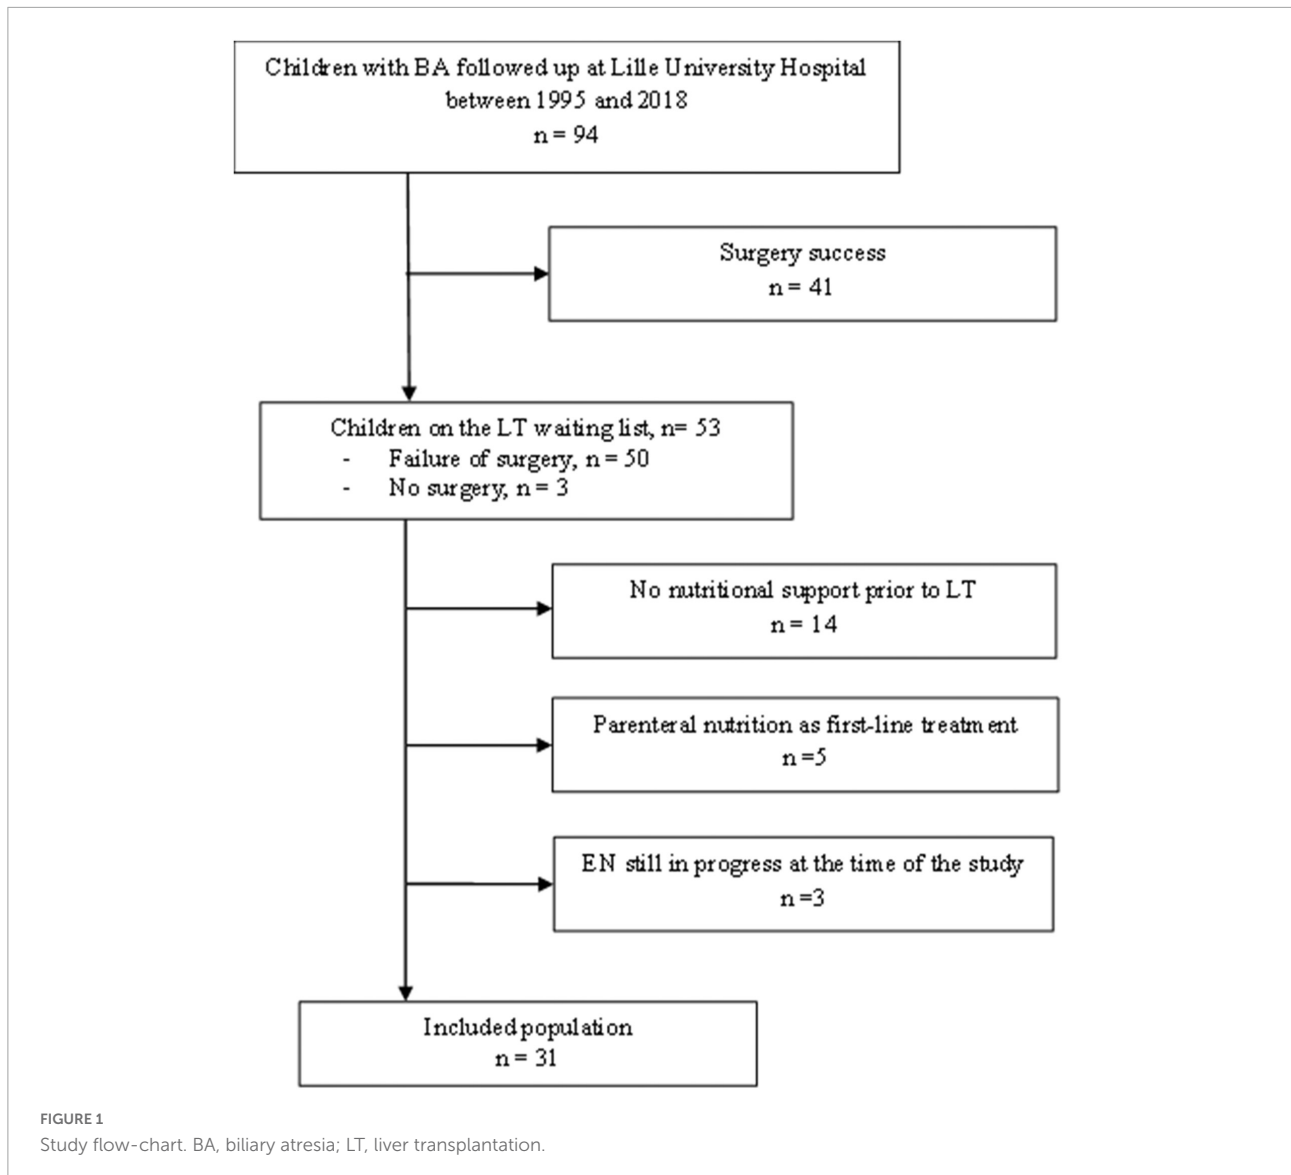 Children with BA followed up at Lille University Hospital
between 1995 and 2018
n = 94
Surgery success
n = 41
Children on the LT waiting list, n= 53
- Failure of surgery, n = 50
- No surgery, n = 3
No nutritional support prior to LT
n = 14
Parenteral nutrition as first-line treatment
n =5
EN still in progress at the time of the study
n =3
Included population
n = 31
FIGURE 1
Study flow-chart. BA, biliary atresia; LT, liver transplantation.